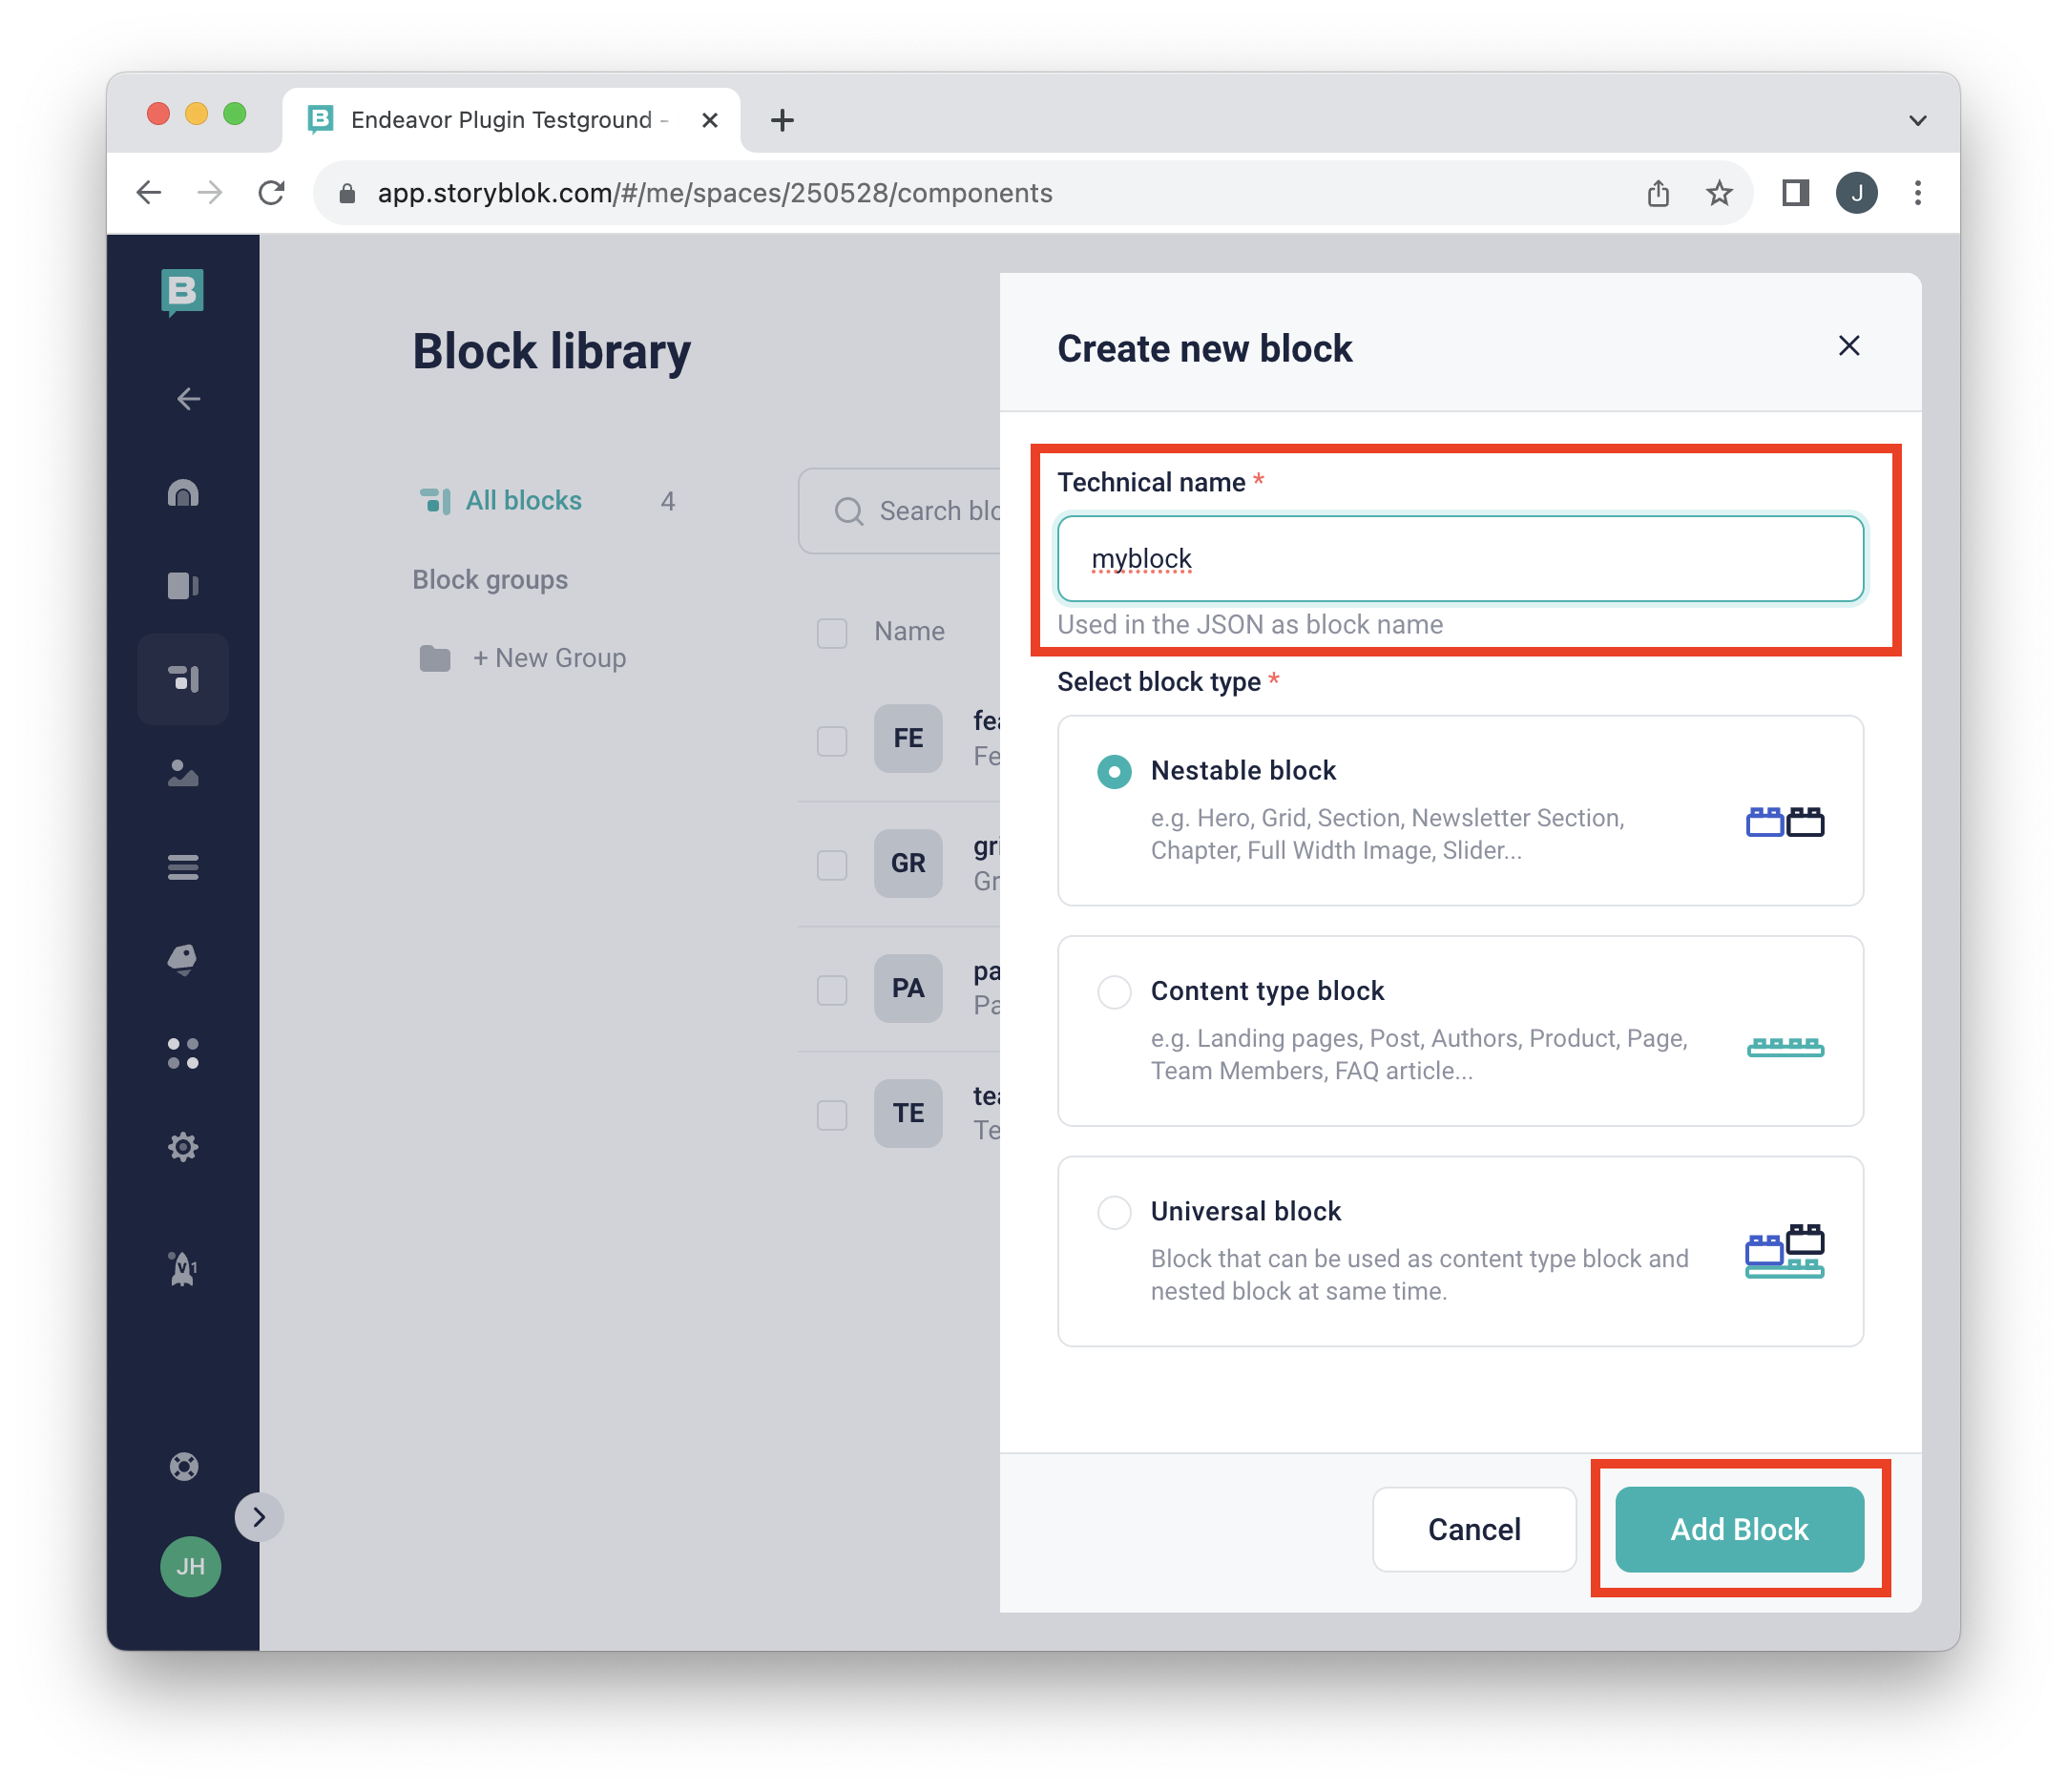 Endeavor Plugin Testground -
app.storyblok.com/#/me/spaces/250528/components
J
B
Block library
All blocks 4
Block groups
+ New Group
Search blo
Name
FE
fea
Fe
GR
gri
Gr
PA
pa
Pa
TE
tea
Te
V1
JH
Create new block
Technical name *
myblock
Used in the JSON as block name
Select block type *
Nestable block
e.g. Hero, Grid, Section, Newsletter Section,
Chapter, Full Width Image, Slider...
Content type block
e.g. Landing pages, Post, Authors, Product, Page,
Team Members, FAQ article...
Universal block
Block that can be used as content type block and
nested block at same time.
Cancel
Add Block